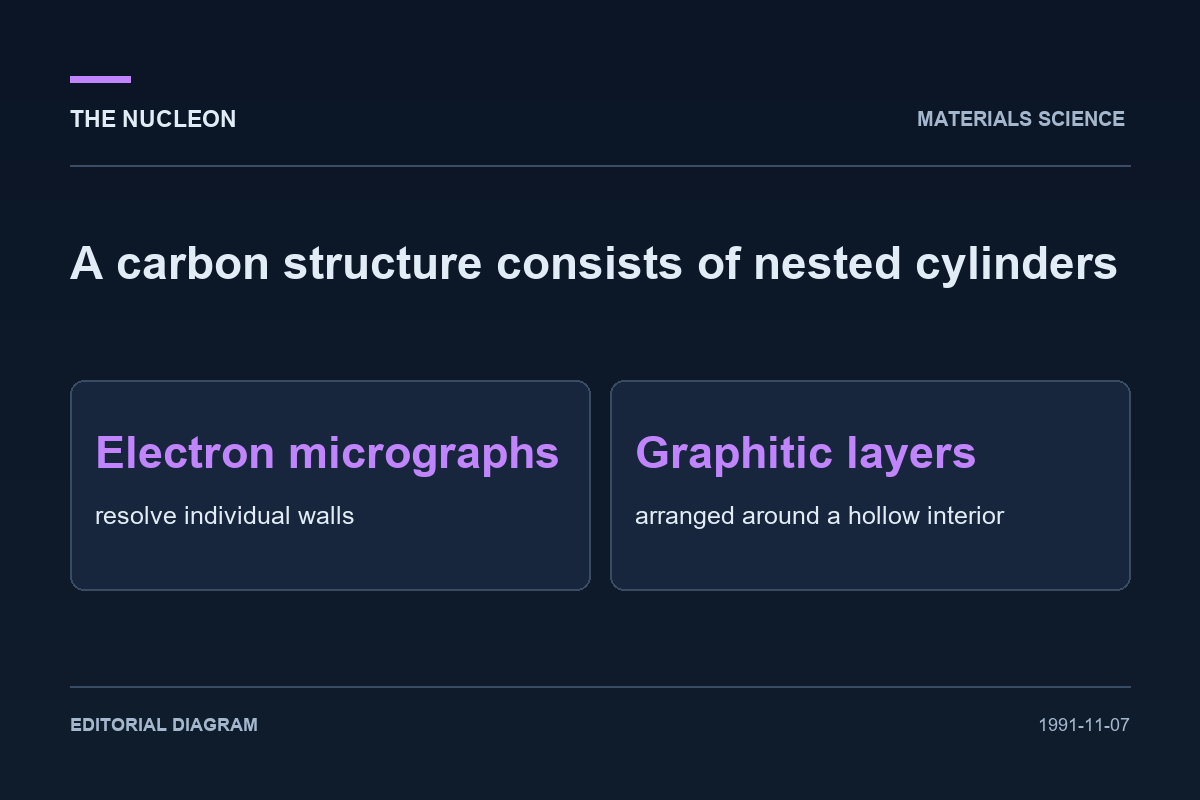 THE NUCLEON
MATERIALS SCIENCE
A carbon structure consists of nested cylinders
Electron micrographs
resolve individual walls
Graphitic layers
arranged around a hollow interior
EDITORIAL DIAGRAM
1991-11-07